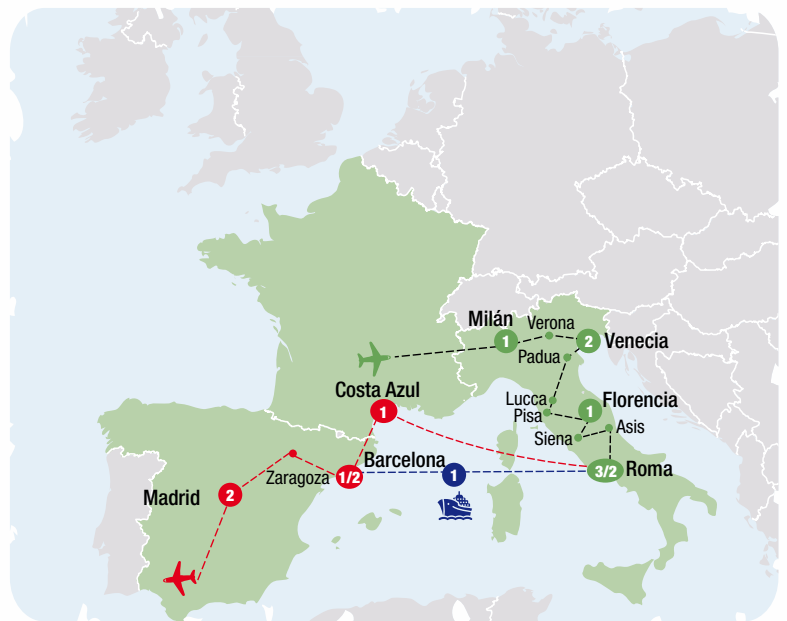 Milán
Verona
1
2
Venecia
Padua
Costa Azul
1
Lucca
Pisa
1
Florencia
Asis
Siena
Barcelona
Zaragoza
1/2
1
3/2
Roma
Madrid
2